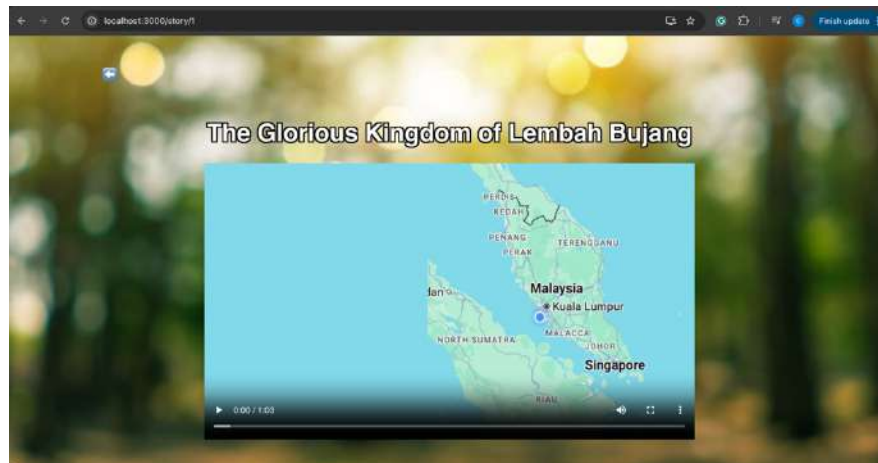 localhost:3000/story/1
Finish update
The Glorious Kingdom of Lembah Bujang
PERLIS
KEDAH
PENANG
TERENGGANU
PERAK
Malaysia
Kuala Lumpur
MALACCA
NORTH SUMATRA
JOHOR
Singapore
RIAU
0:00 / 1:03